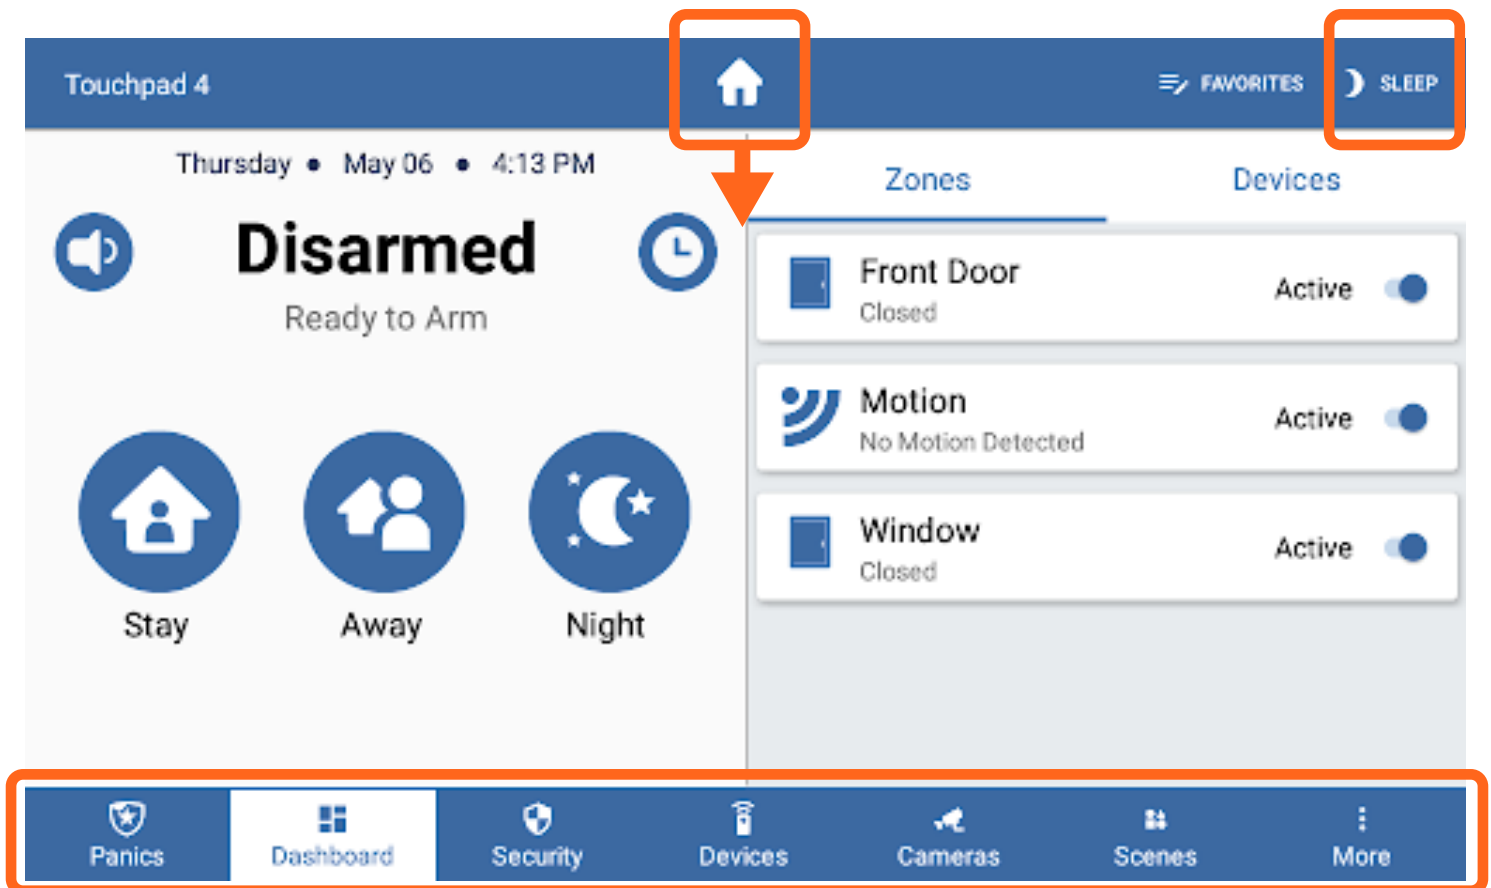 Touchpad 4
FAVORITES
SLEEP
Thursday • May 06 • 4:13 PM
Disarmed
Ready to Arm
Stay
Away
Night
Zones
Devices
Front Door
Closed
Active
Motion
No Motion Detected
Active
Window
Closed
Active
Panics
Dashboard
Security
Devices
Cameras
Scenes
More